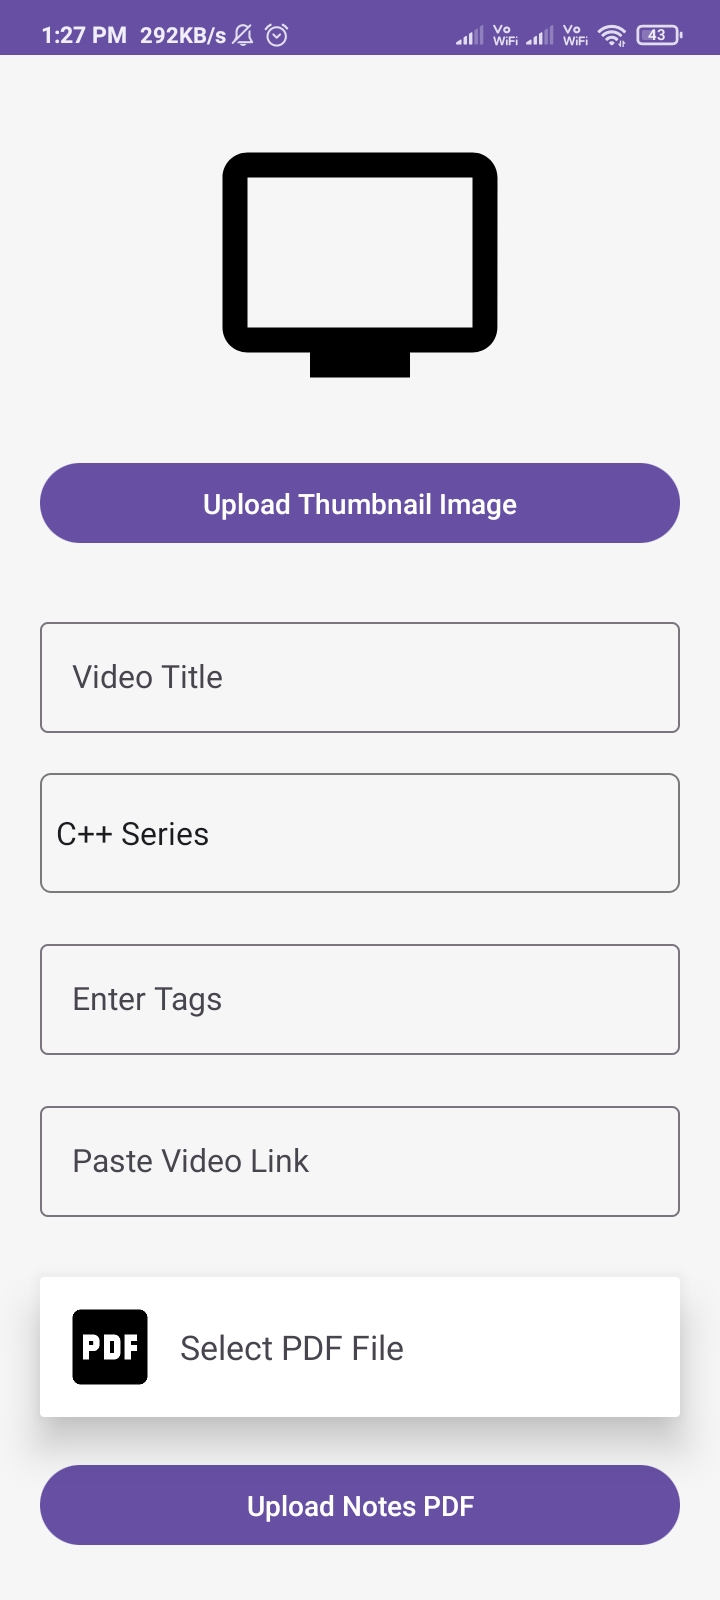 1:27 PM 292KB/s Vo WiFi Vo WiFi 43
Upload Thumbnail Image
Video Title
C++ Series
Enter Tags
Paste Video Link
PDF Select PDF File
Upload Notes PDF